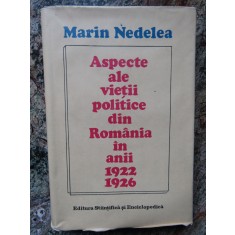 Marin Nedelea
Aspecte
ale
vieții
politice
din
România
în
anii
1922
1926
Editura Științifică și Enciclopedică